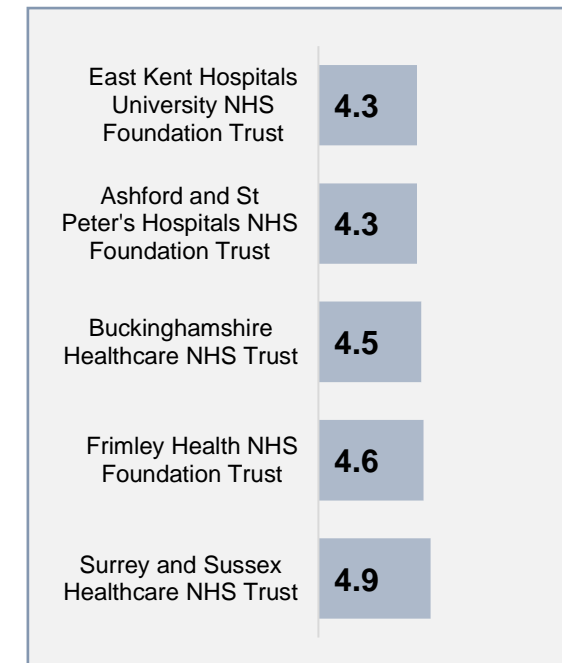 East Kent Hospitals
University NHS
Foundation Trust
4.3
Ashford and St
Peter's Hospitals NHS
Foundation Trust
4.3
Buckinghamshire
Healthcare NHS Trust
4.5
Frimley Health NHS
Foundation Trust
4.6
Surrey and Sussex
Healthcare NHS Trust
4.9